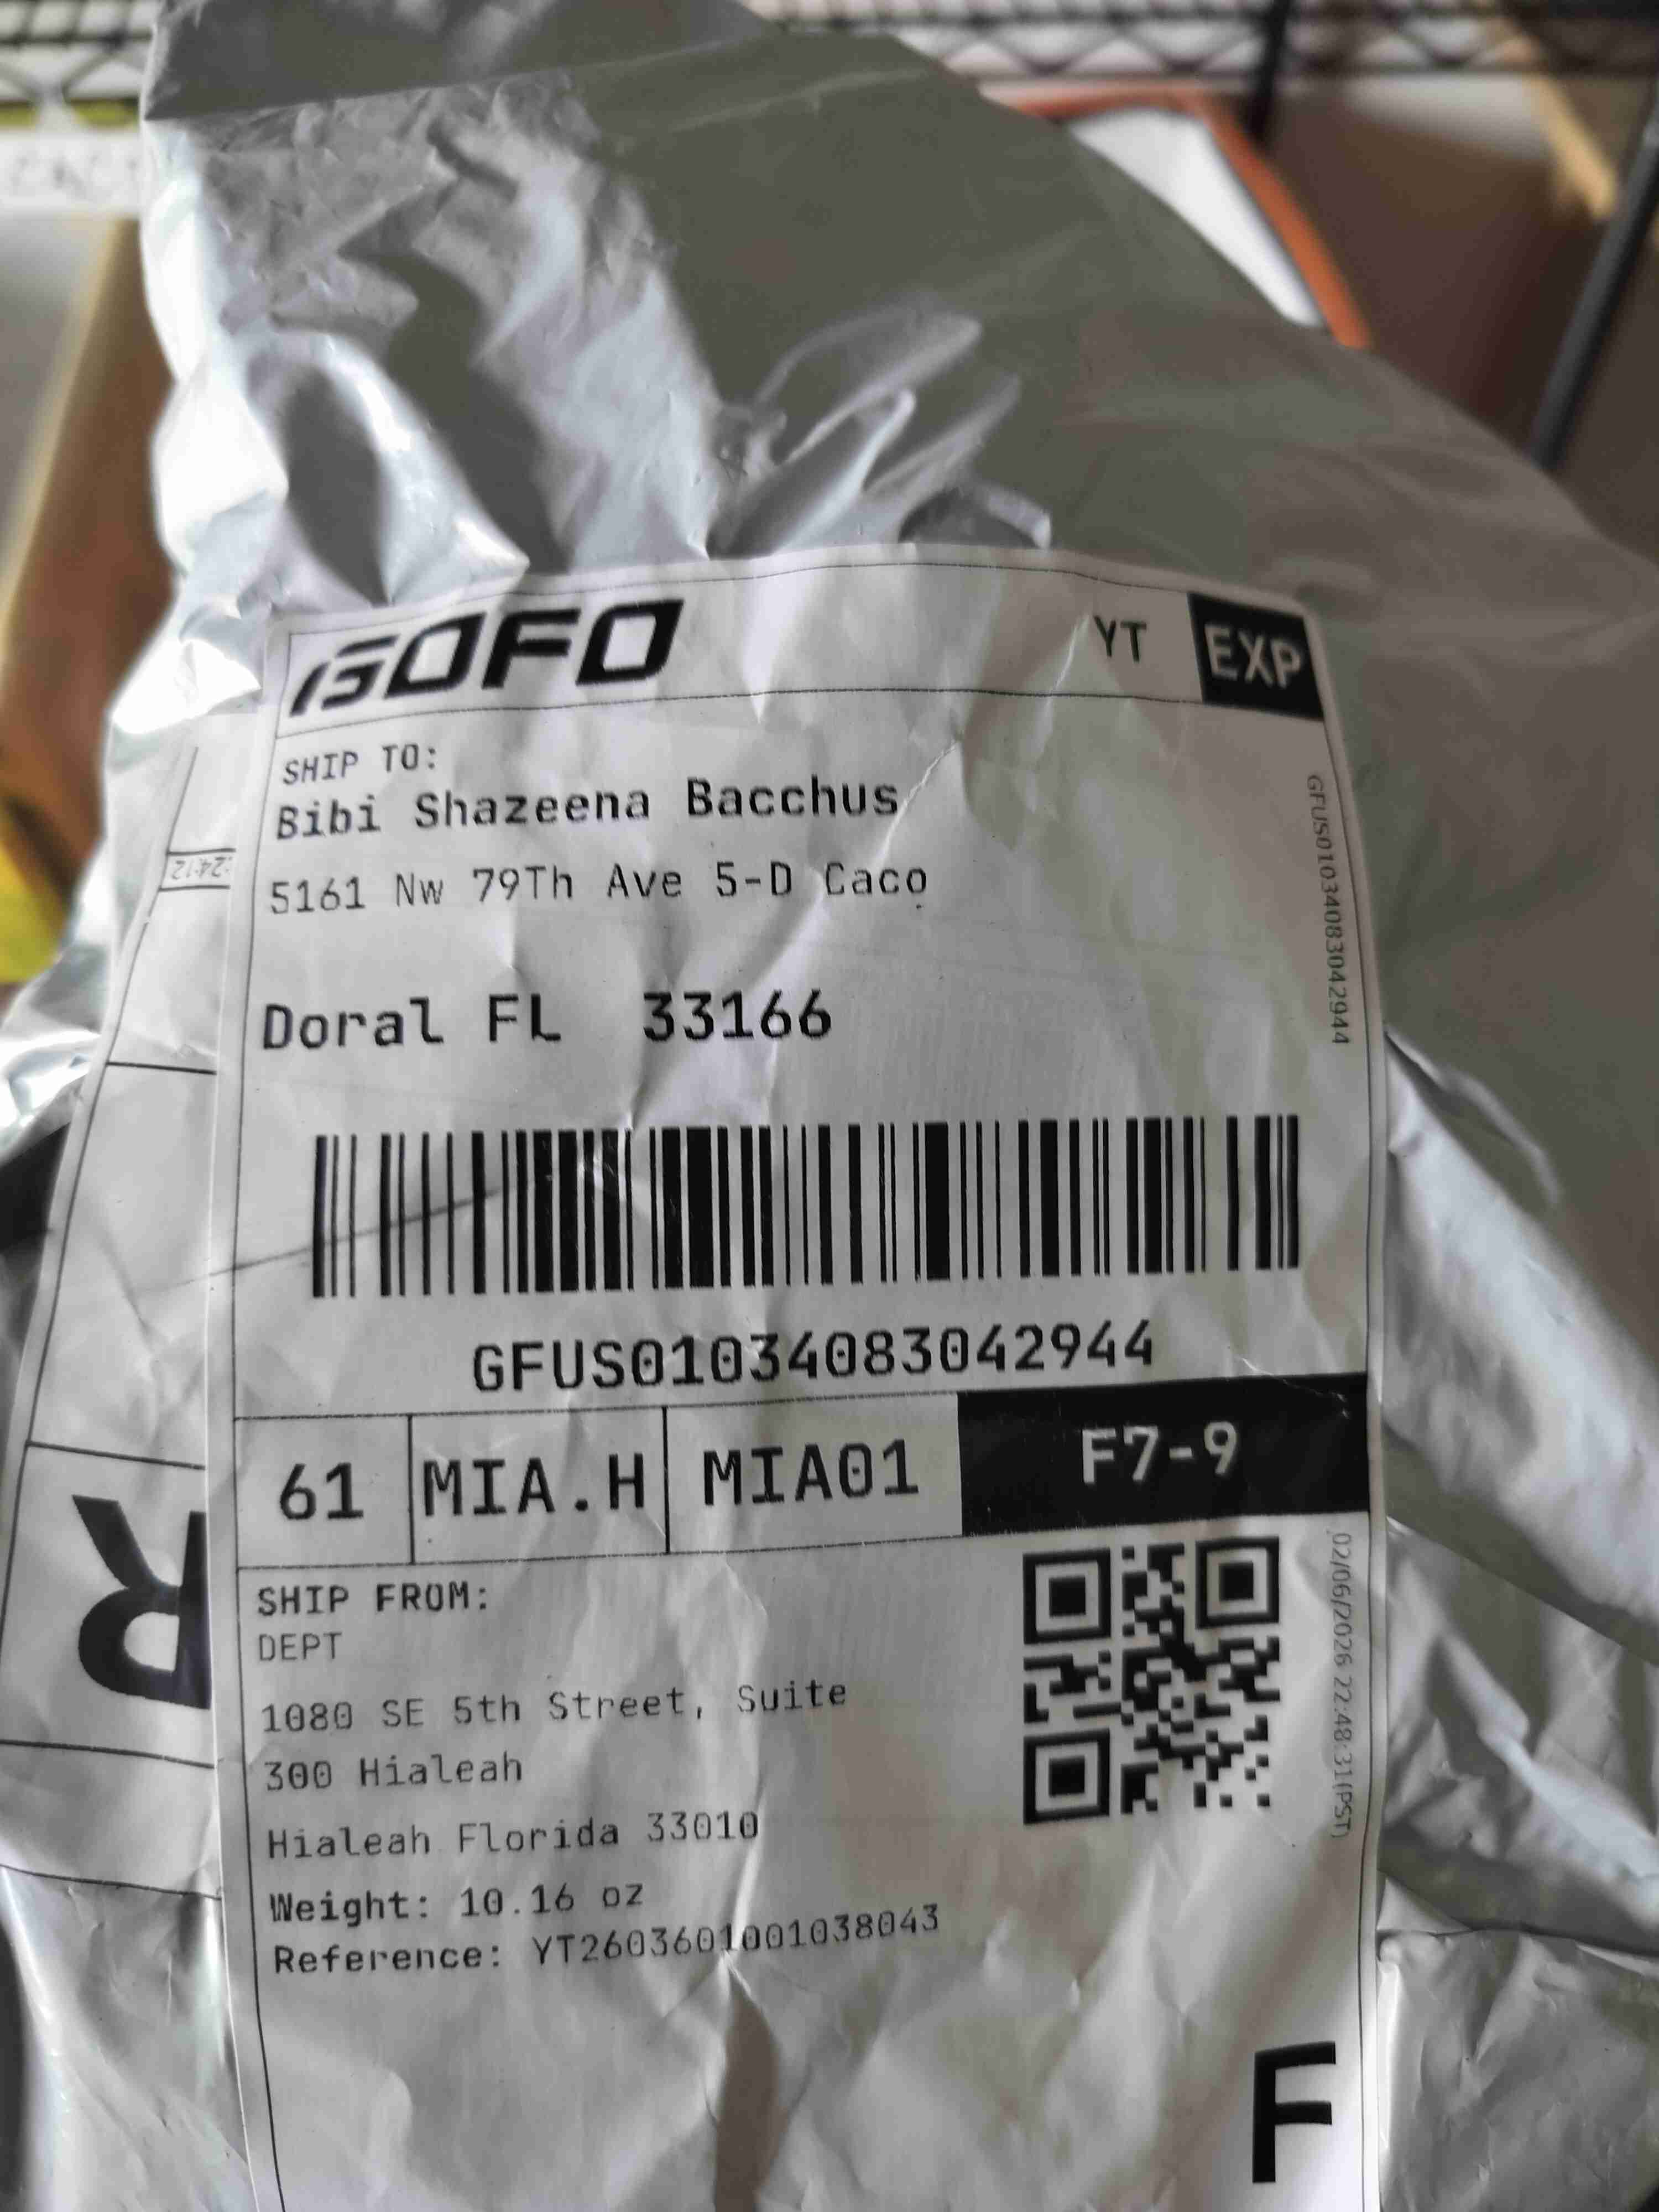 GOFO YT EXP
SHIP TO:
Bibi Shazeena Bacchus
5161 Nw 79Th Ave 5-D Caco
Doral FL 33166
GFUS01034083042944
GFUS01034083042944
61 MIA.H MIA01 F7-9
SHIP FROM:
DEPT
1080 SE 5th Street, Suite
300 Hialeah
Hialeah Florida 33010
Weight: 10.16 oz
Reference: YT2603601001038043
02/06/2026 22:48:31(PST)
F
R